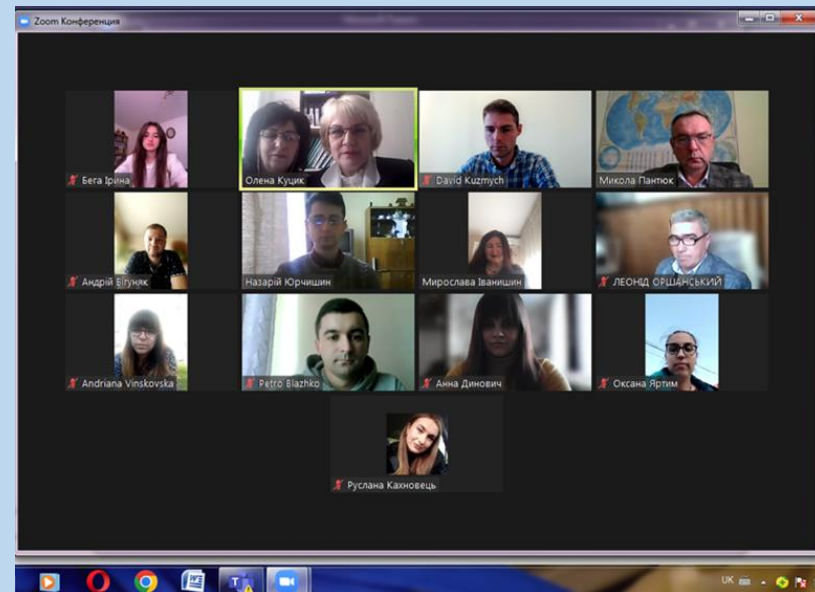 Zoom Конференция
Бега Ірина
Олена Куцик
David Kuzmych
Микола Пантюк
Андрій Бігуняк
Назарій Юрчишин
Мирослава Іванишин
ЛЕОНІД ОРШАНСЬКИЙ
Andriana Vinskovska
Petro Blazhko
Анна Динович
Оксана Яртим
Руслана Кахновець
UK